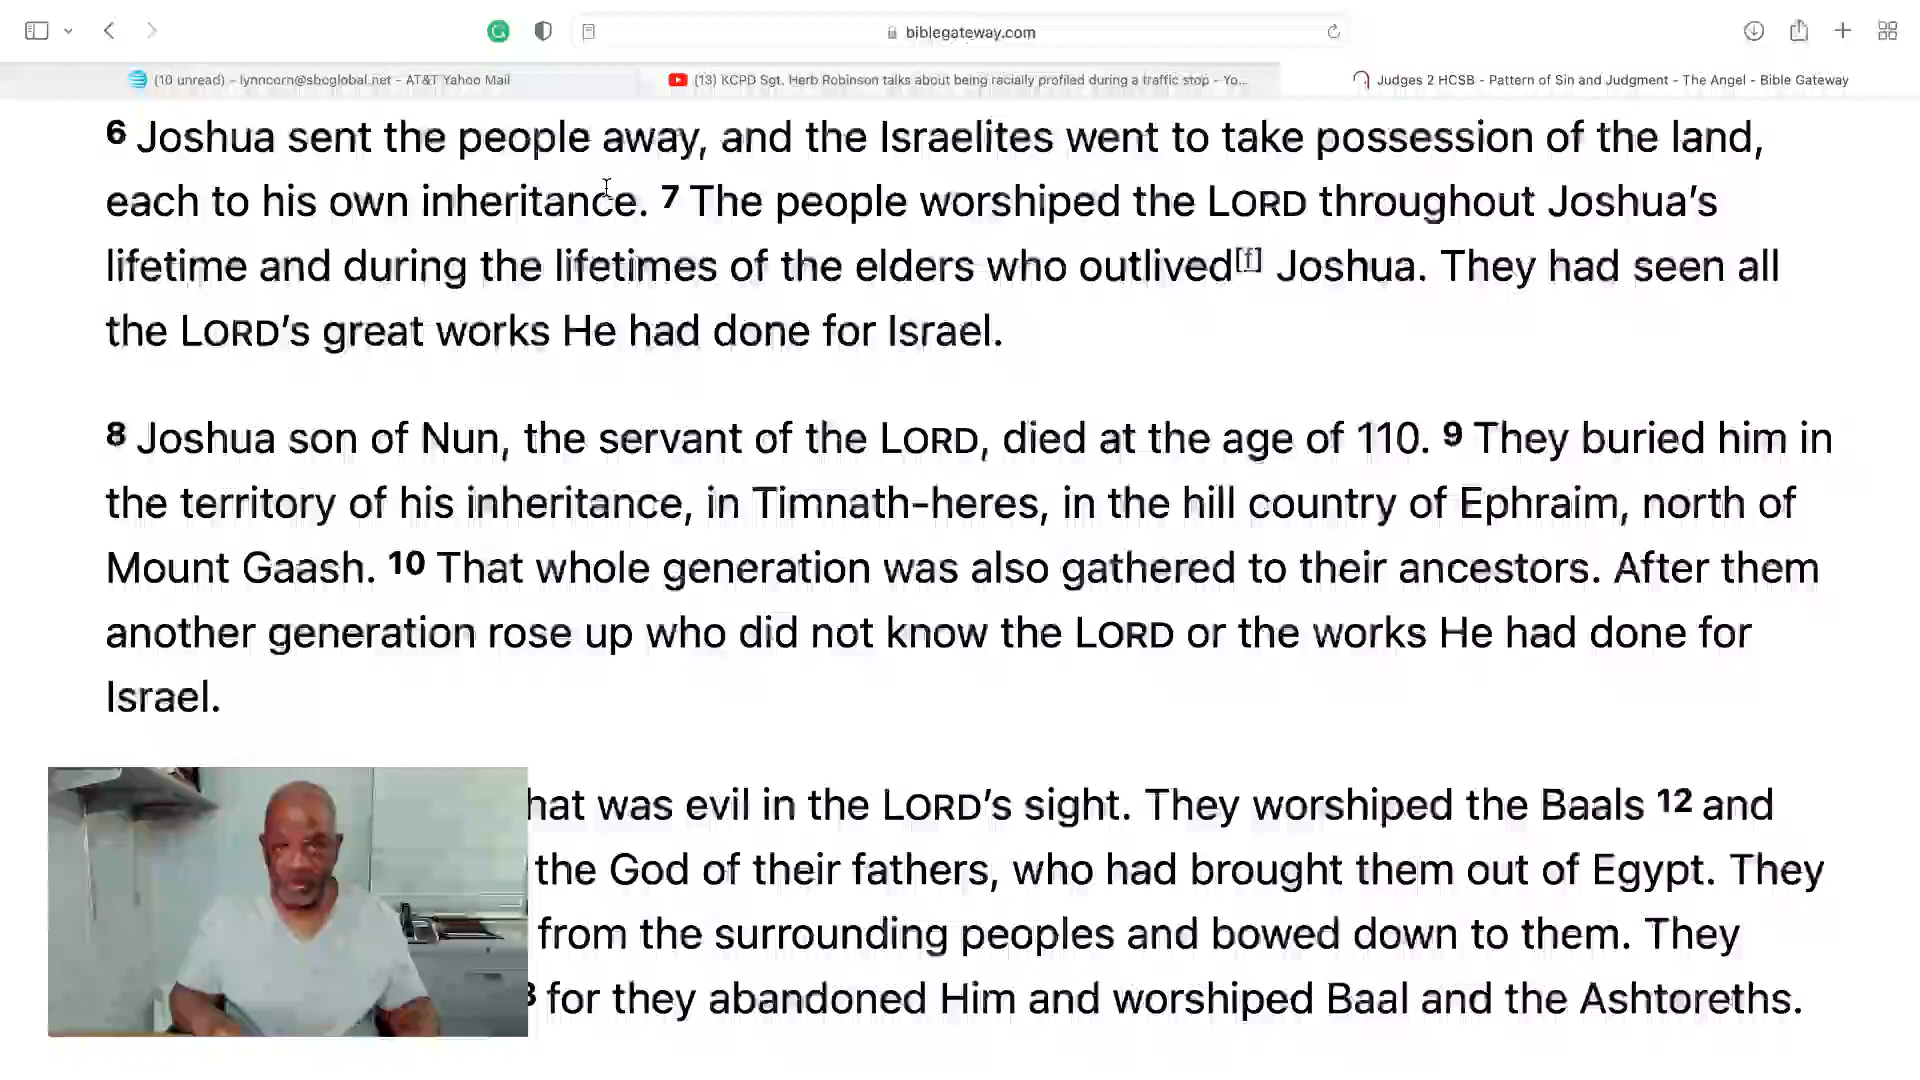 biblegateway.com
(10 unread) - lynncorn@sbcglobal.net - AT&T Yahoo Mail
(13) KCPD Sgt. Herb Robinson talks about being racially profiled during a traffic stop - Yo...
Judges 2 HCSB - Pattern of Sin and Judgment - The Angel - Bible Gateway
6 Joshua sent the people away, and the Israelites went to take possession of the land,
each to his own inheritance. 7 The people worshiped the LORD throughout Joshua’s
lifetime and during the lifetimes of the elders who outlived[f] Joshua. They had seen all
the LORD’s great works He had done for Israel.
8 Joshua son of Nun, the servant of the LORD, died at the age of 110. 9 They buried him in
the territory of his inheritance, in Timnath-heres, in the hill country of Ephraim, north of
Mount Gaash. 10 That whole generation was also gathered to their ancestors. After them
another generation rose up who did not know the LORD or the works He had done for
Israel.
hat was evil in the LORD’s sight. They worshiped the Baals 12 and
the God of their fathers, who had brought them out of Egypt. They
from the surrounding peoples and bowed down to them. They
3 for they abandoned Him and worshiped Baal and the Ashtoreths.